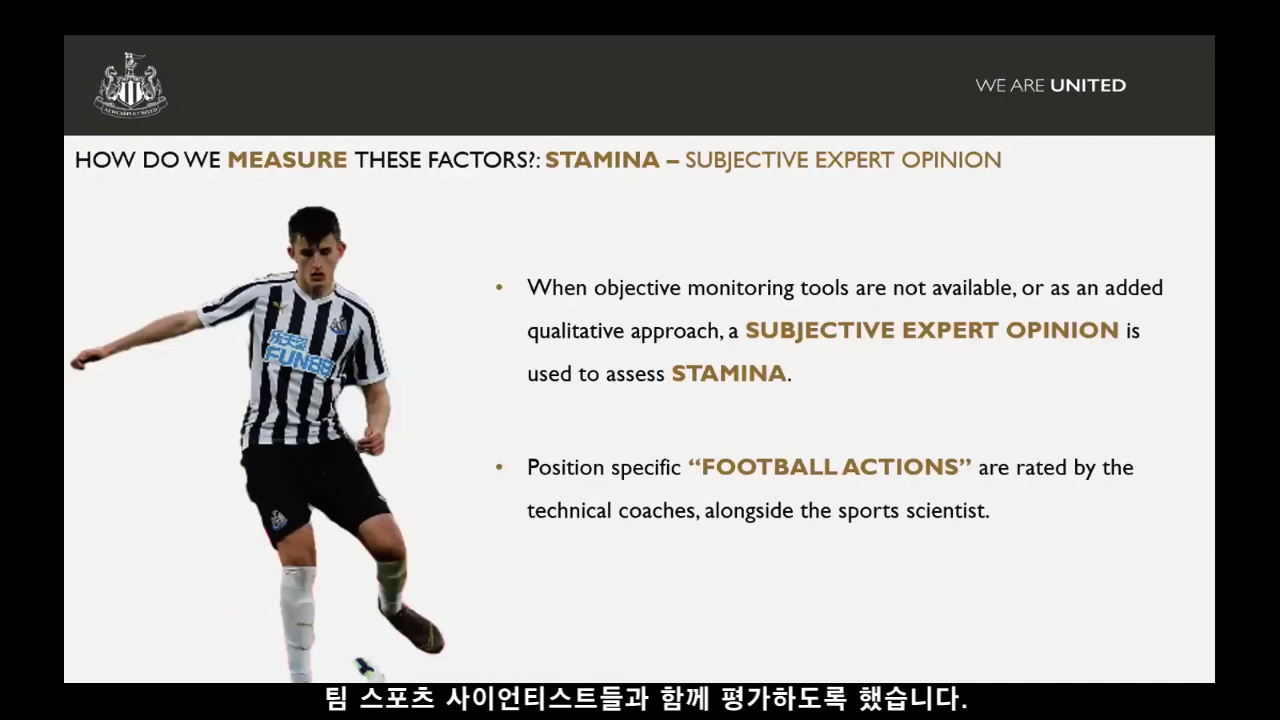 NEWCASTLE UNITED
WE ARE UNITED
HOW DO WE MEASURE THESE FACTORS?: STAMINA – SUBJECTIVE EXPERT OPINION
• When objective monitoring tools are not available, or as an added
qualitative approach, a SUBJECTIVE EXPERT OPINION is
used to assess STAMINA.
• Position specific “FOOTBALL ACTIONS” are rated by the
technical coaches, alongside the sports scientist.
FUN88
팀 스포츠 사이언티스트들과 함께 평가하도록 했습니다.